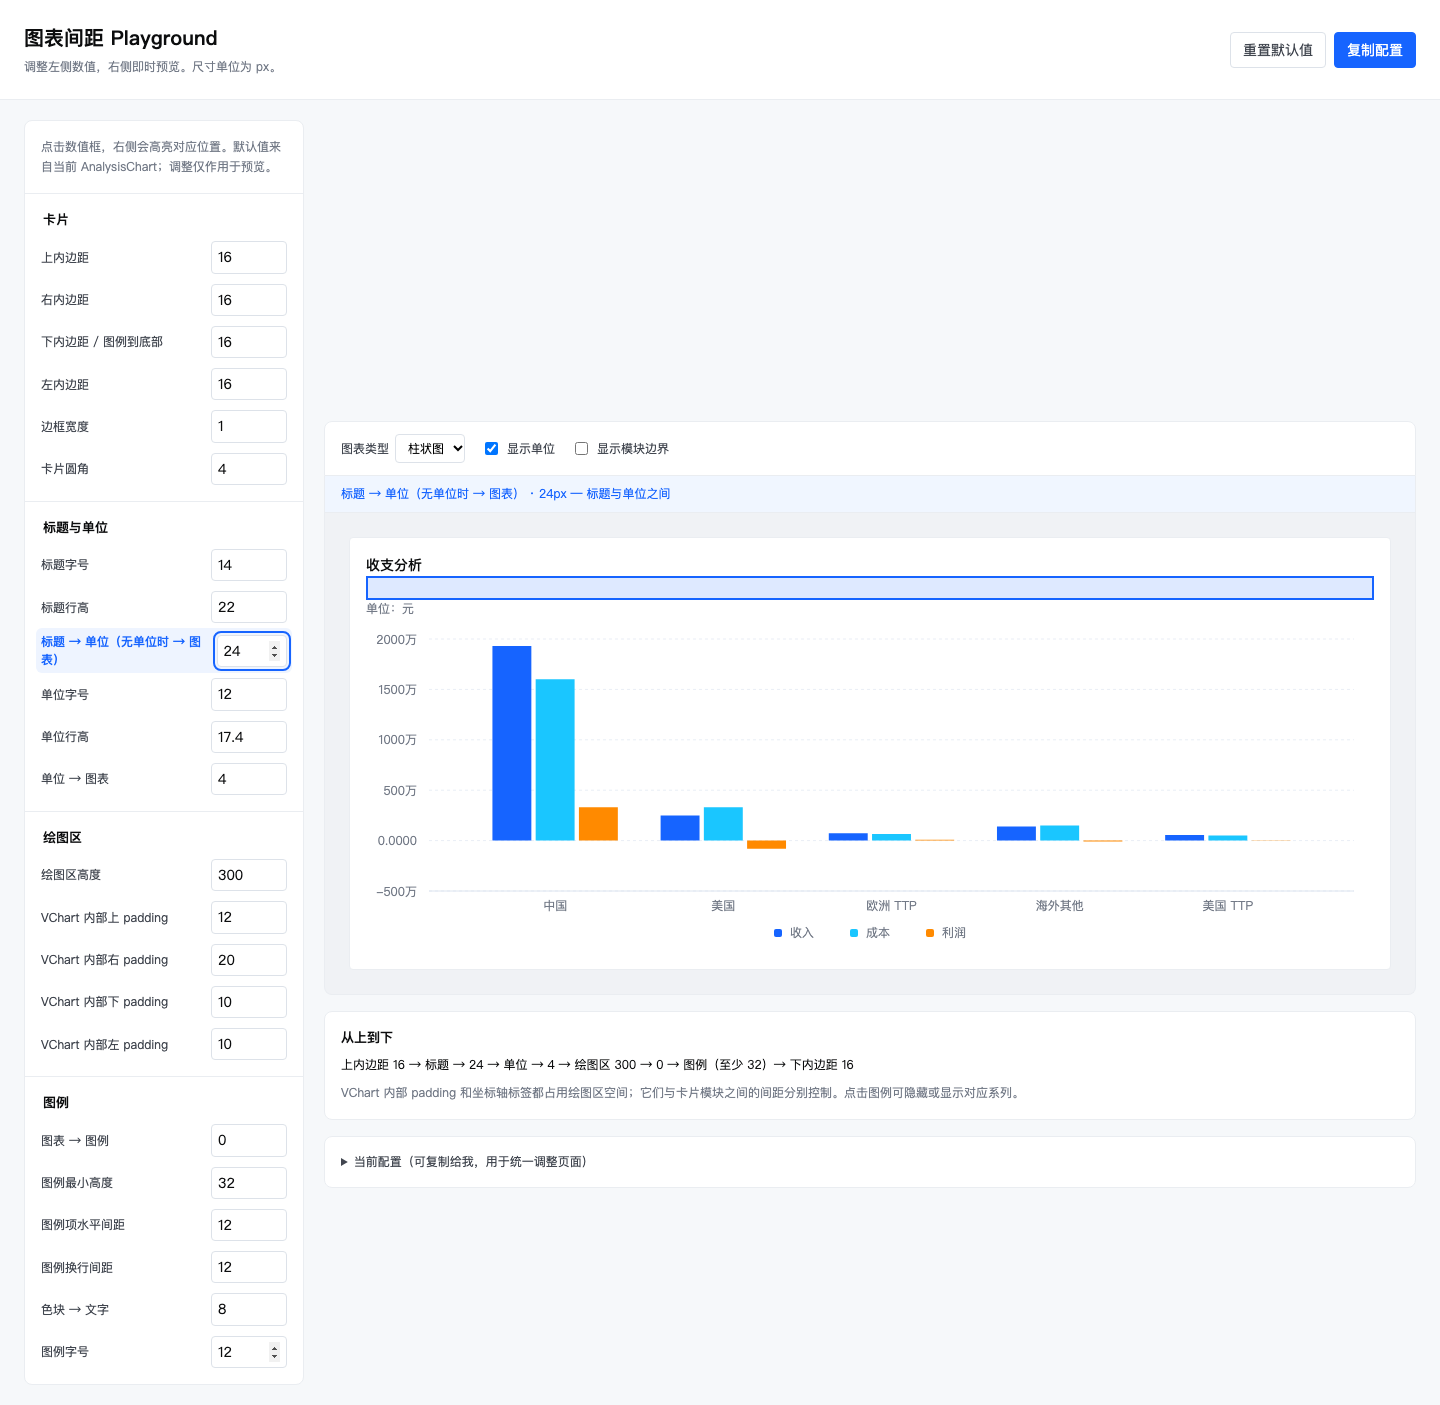 图表间距 Playground
调整左侧数值，右侧即时预览。尺寸单位为 px。
重置默认值
复制配置
点击数值框，右侧会高亮对应位置。默认值来
自当前 AnalysisChart；调整仅作用于预览。
卡片
上内边距 16
右内边距 16
下内边距 / 图例到底部 16
左内边距 16
边框宽度 1
卡片圆角 4
标题与单位
标题字号 14
标题行高 22
标题 → 单位（无单位时 → 图
表） 24
单位字号 12
单位行高 17.4
单位 → 图表 4
绘图区
绘图区高度 300
VChart 内部上 padding 12
VChart 内部右 padding 20
VChart 内部下 padding 10
VChart 内部左 padding 10
图例
图表 → 图例 0
图例最小高度 32
图例项水平间距 12
图例换行间距 12
色块 → 文字 8
图例字号 12
图表类型 柱状图 显示单位 显示模块边界
标题 → 单位（无单位时 → 图表） · 24px — 标题与单位之间
收支分析
单位：元
2000万
1500万
1000万
500万
0.0000
-500万
中国 美国 欧洲 TTP 海外其他 美国 TTP
收入 成本 利润
从上到下
上内边距 16 → 标题 → 24 → 单位 → 4 → 绘图区 300 → 0 → 图例（至少 32）→ 下内边距 16
VChart 内部 padding 和坐标轴标签都占用绘图区空间；它们与卡片模块之间的间距分别控制。点击图例可隐藏或显示对应系列。
当前配置（可复制给我，用于统一调整页面）